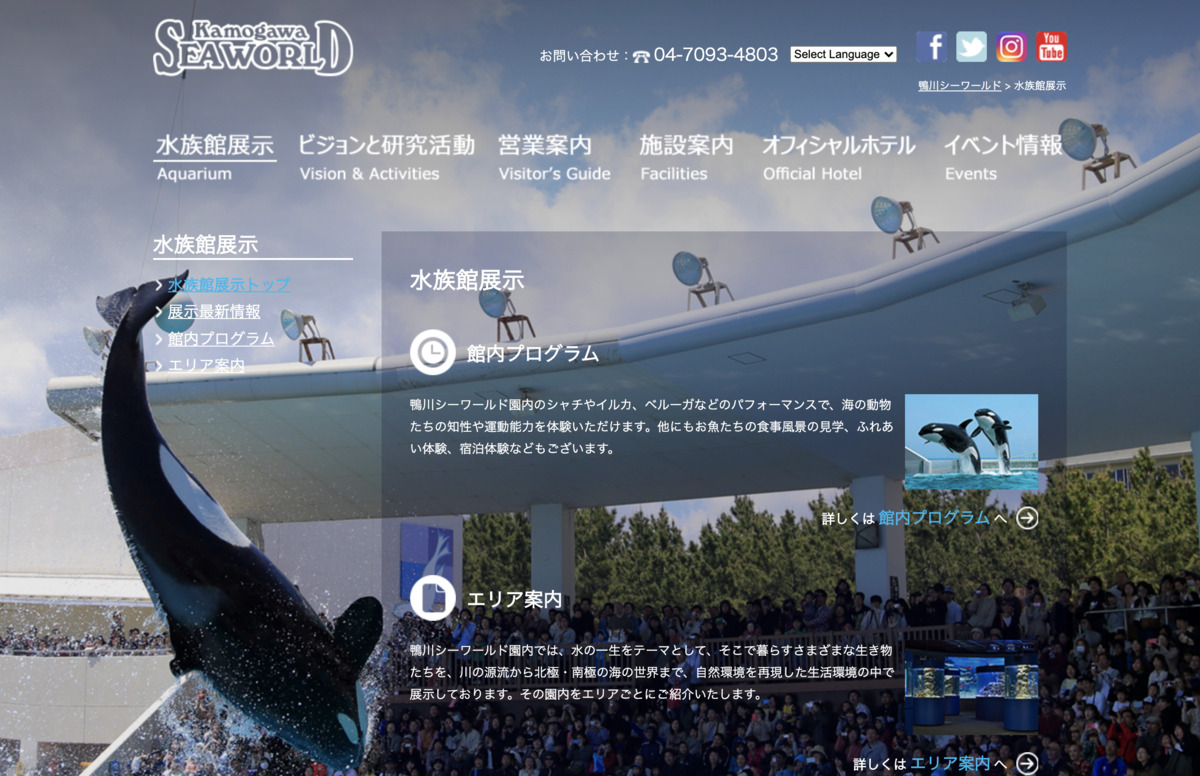 Kamogawa
SEAWORLD
お問い合わせ：☎04-7093-4803
Select Language
f
You
Tube
鴨川シーワールド > 水族館展示
水族館展示
Aquarium
ビジョンと研究活動
Vision & Activities
営業案内
Visitor's Guide
施設案内
Facilities
オフィシャルホテル
Official Hotel
イベント情報
Events
水族館展示
水族館展示トップ
展示最新情報
館内プログラム
エリア案内
水族館展示
館内プログラム
鴨川シーワールド園内のシャチやイルカ、ベルーガなどのパフォーマンスで、海の動物
たちの知性や運動能力を体験いただけます。他にもお魚たちの食事風景の見学、ふれあ
い体験、宿泊体験などもございます。
詳しくは 館内プログラム へ
エリア案内
鴨川シーワールド園内では、水の一生をテーマとして、そこで暮らすさまざまな生き物
たちを、川の源流から北極・南極の海の世界まで、自然環境を再現した生活環境の中で
展示しております。その園内をエリアごとにご紹介いたします。
詳しくは エリア案内 へ